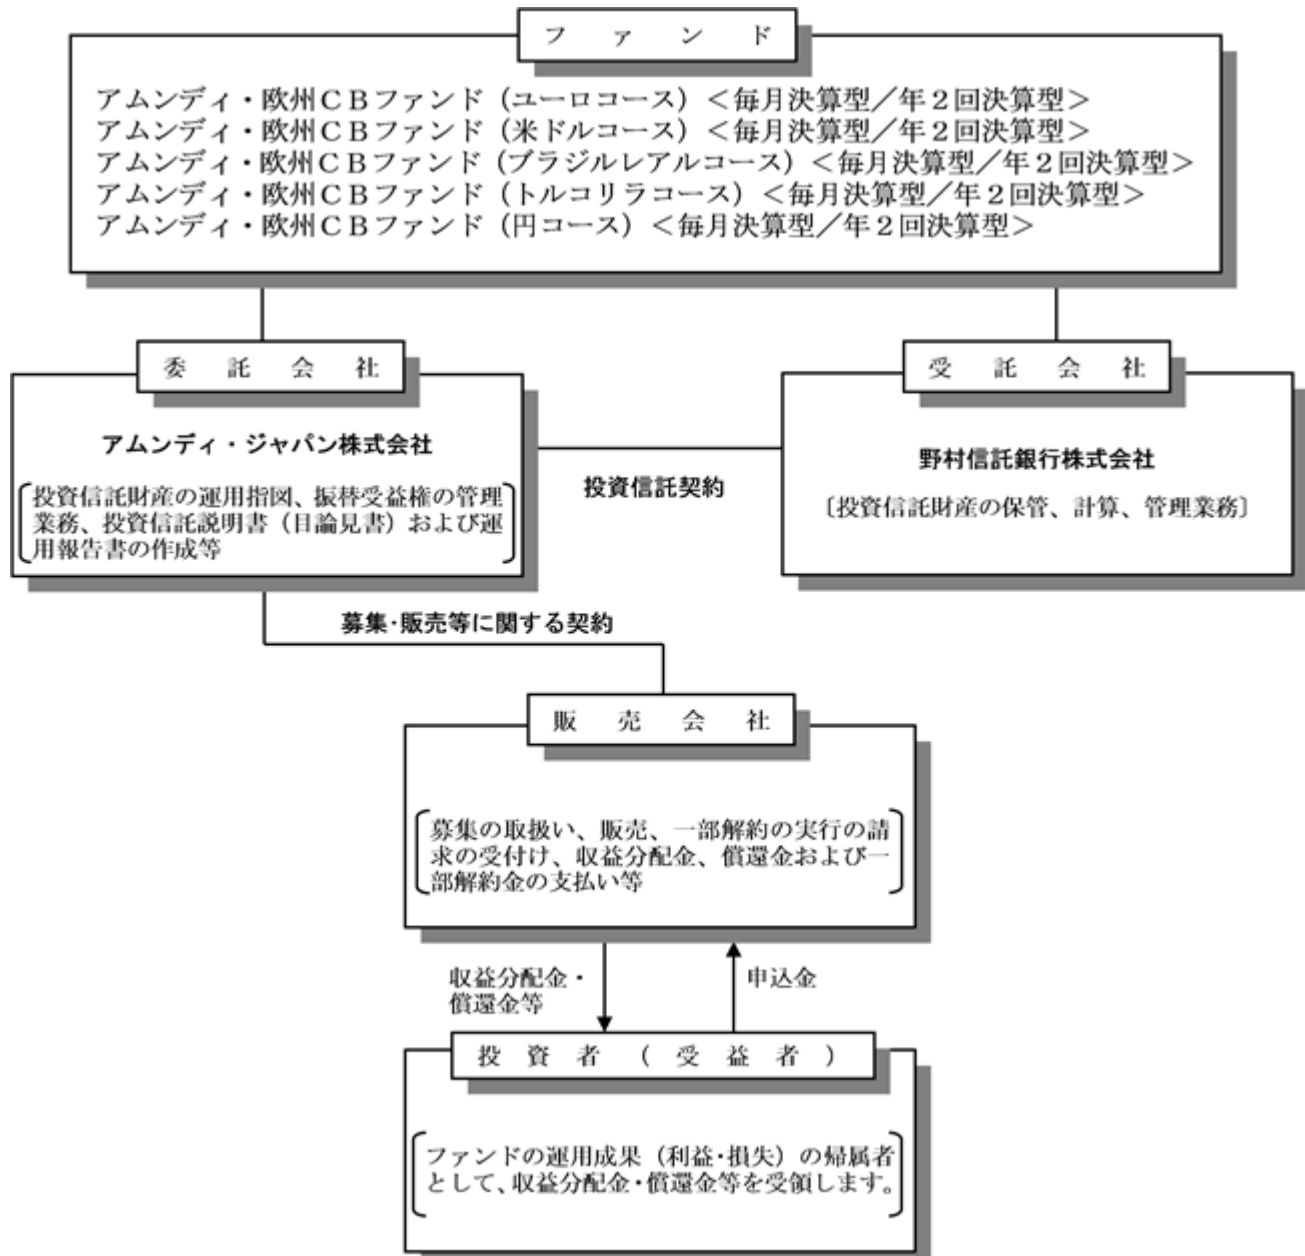 ファンド
アムンディ・欧州ＣＢファンド（ユーロコース）＜毎月決算型／年２回決算型＞
アムンディ・欧州ＣＢファンド（米ドルコース）＜毎月決算型／年２回決算型＞
アムンディ・欧州ＣＢファンド（ブラジルレアルコース）＜毎月決算型／年２回決算型＞
アムンディ・欧州ＣＢファンド（トルコリラコース）＜毎月決算型／年２回決算型＞
アムンディ・欧州ＣＢファンド（円コース）＜毎月決算型／年２回決算型＞
委託会社
アムンディ・ジャパン株式会社
投資信託財産の運用指図、振替受益権の管理
業務、投資信託説明書（目論見書）および運
用報告書の作成等
投資信託契約
受託会社
野村信託銀行株式会社
〔投資信託財産の保管、計算、管理業務〕
募集･販売等に関する契約
販売会社
募集の取扱い、販売、一部解約の実行の請
求の受付け、収益分配金、償還金および一
部解約金の支払い等
収益分配金・
償還金等
申込金
投資者（受益者）
ファンドの運用成果（利益･損失）の帰属者
として、収益分配金･償還金等を受領します。